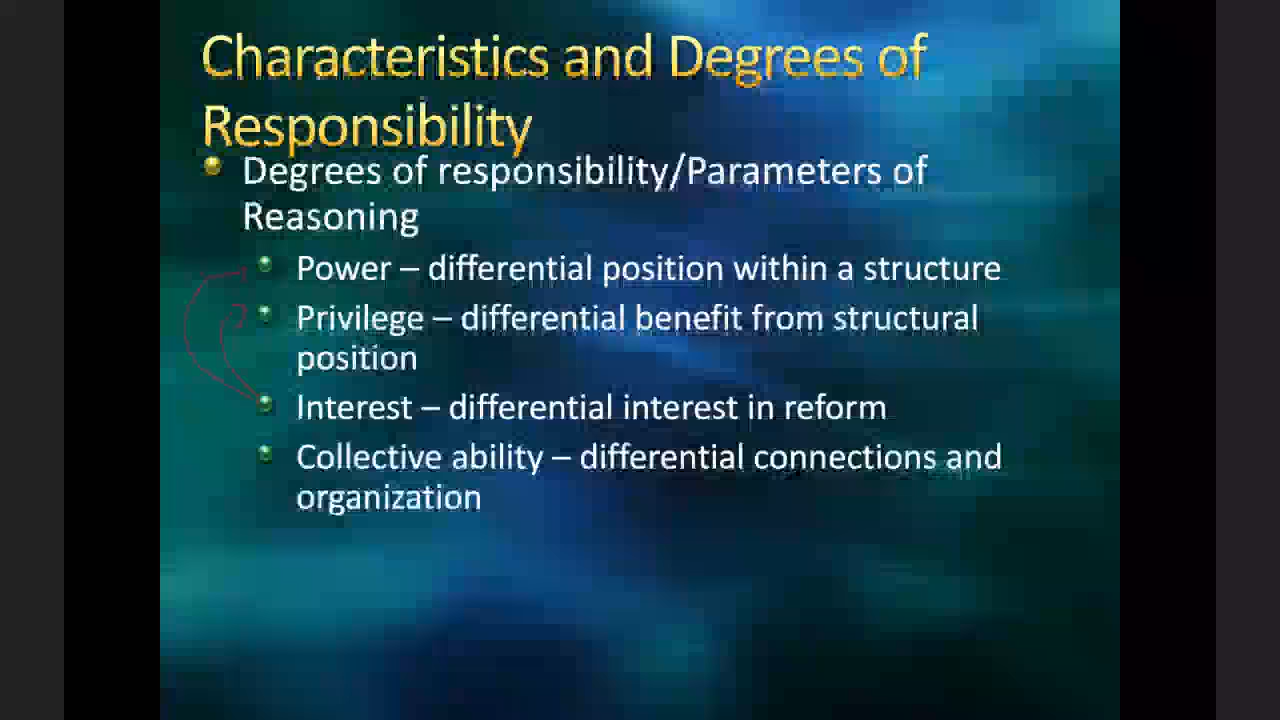 Characteristics and Degrees of
Responsibility
Degrees of responsibility/Parameters of
Reasoning
Power – differential position within a structure
Privilege – differential benefit from structural
position
Interest – differential interest in reform
Collective ability – differential connections and
organization